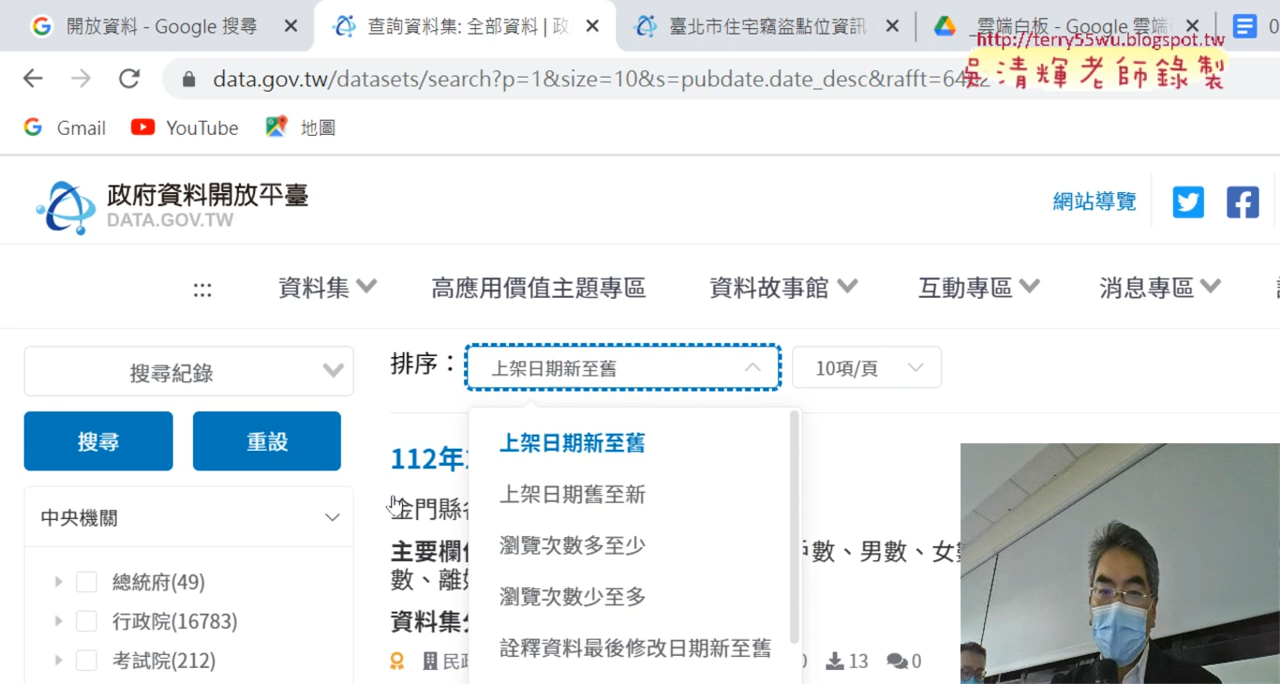 開放資料 - Google 搜尋
查詢資料集: 全部資料 | 政
臺北市住宅竊盜點位資訊
_雲端白板 - Google 雲端
http://terry55wu.blogspot.tw
吳清輝老師錄製
data.gov.tw/datasets/search?p=1&size=10&s=pubdate.date_desc&rafft=64
Gmail
YouTube
地圖
政府資料開放平臺
DATA.GOV.TW
網站導覽
:::
資料集
高應用價值主題專區
資料故事館
互動專區
消息專區
搜尋紀錄
排序：
上架日期新至舊
10項/頁
搜尋
重設
上架日期新至舊
112年
上架日期舊至新
金門縣
中央機關
瀏覽次數多至少
主要欄
戶數、男數、女
數、離
總統府(49)
瀏覽次數少至多
行政院(16783)
資料集
詮釋資料最後修改日期新至舊
考試院(212)
民
13
0